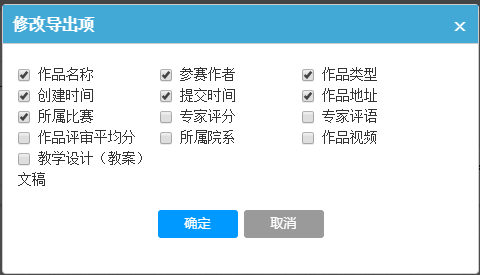 修改导出项 ×
作品名称 参赛作者 作品类型
创建时间 提交时间 作品地址
所属比赛 专家评分 专家评语
作品评审平均分 所属院系 作品视频
教学设计（教案）
文稿
确定 取消